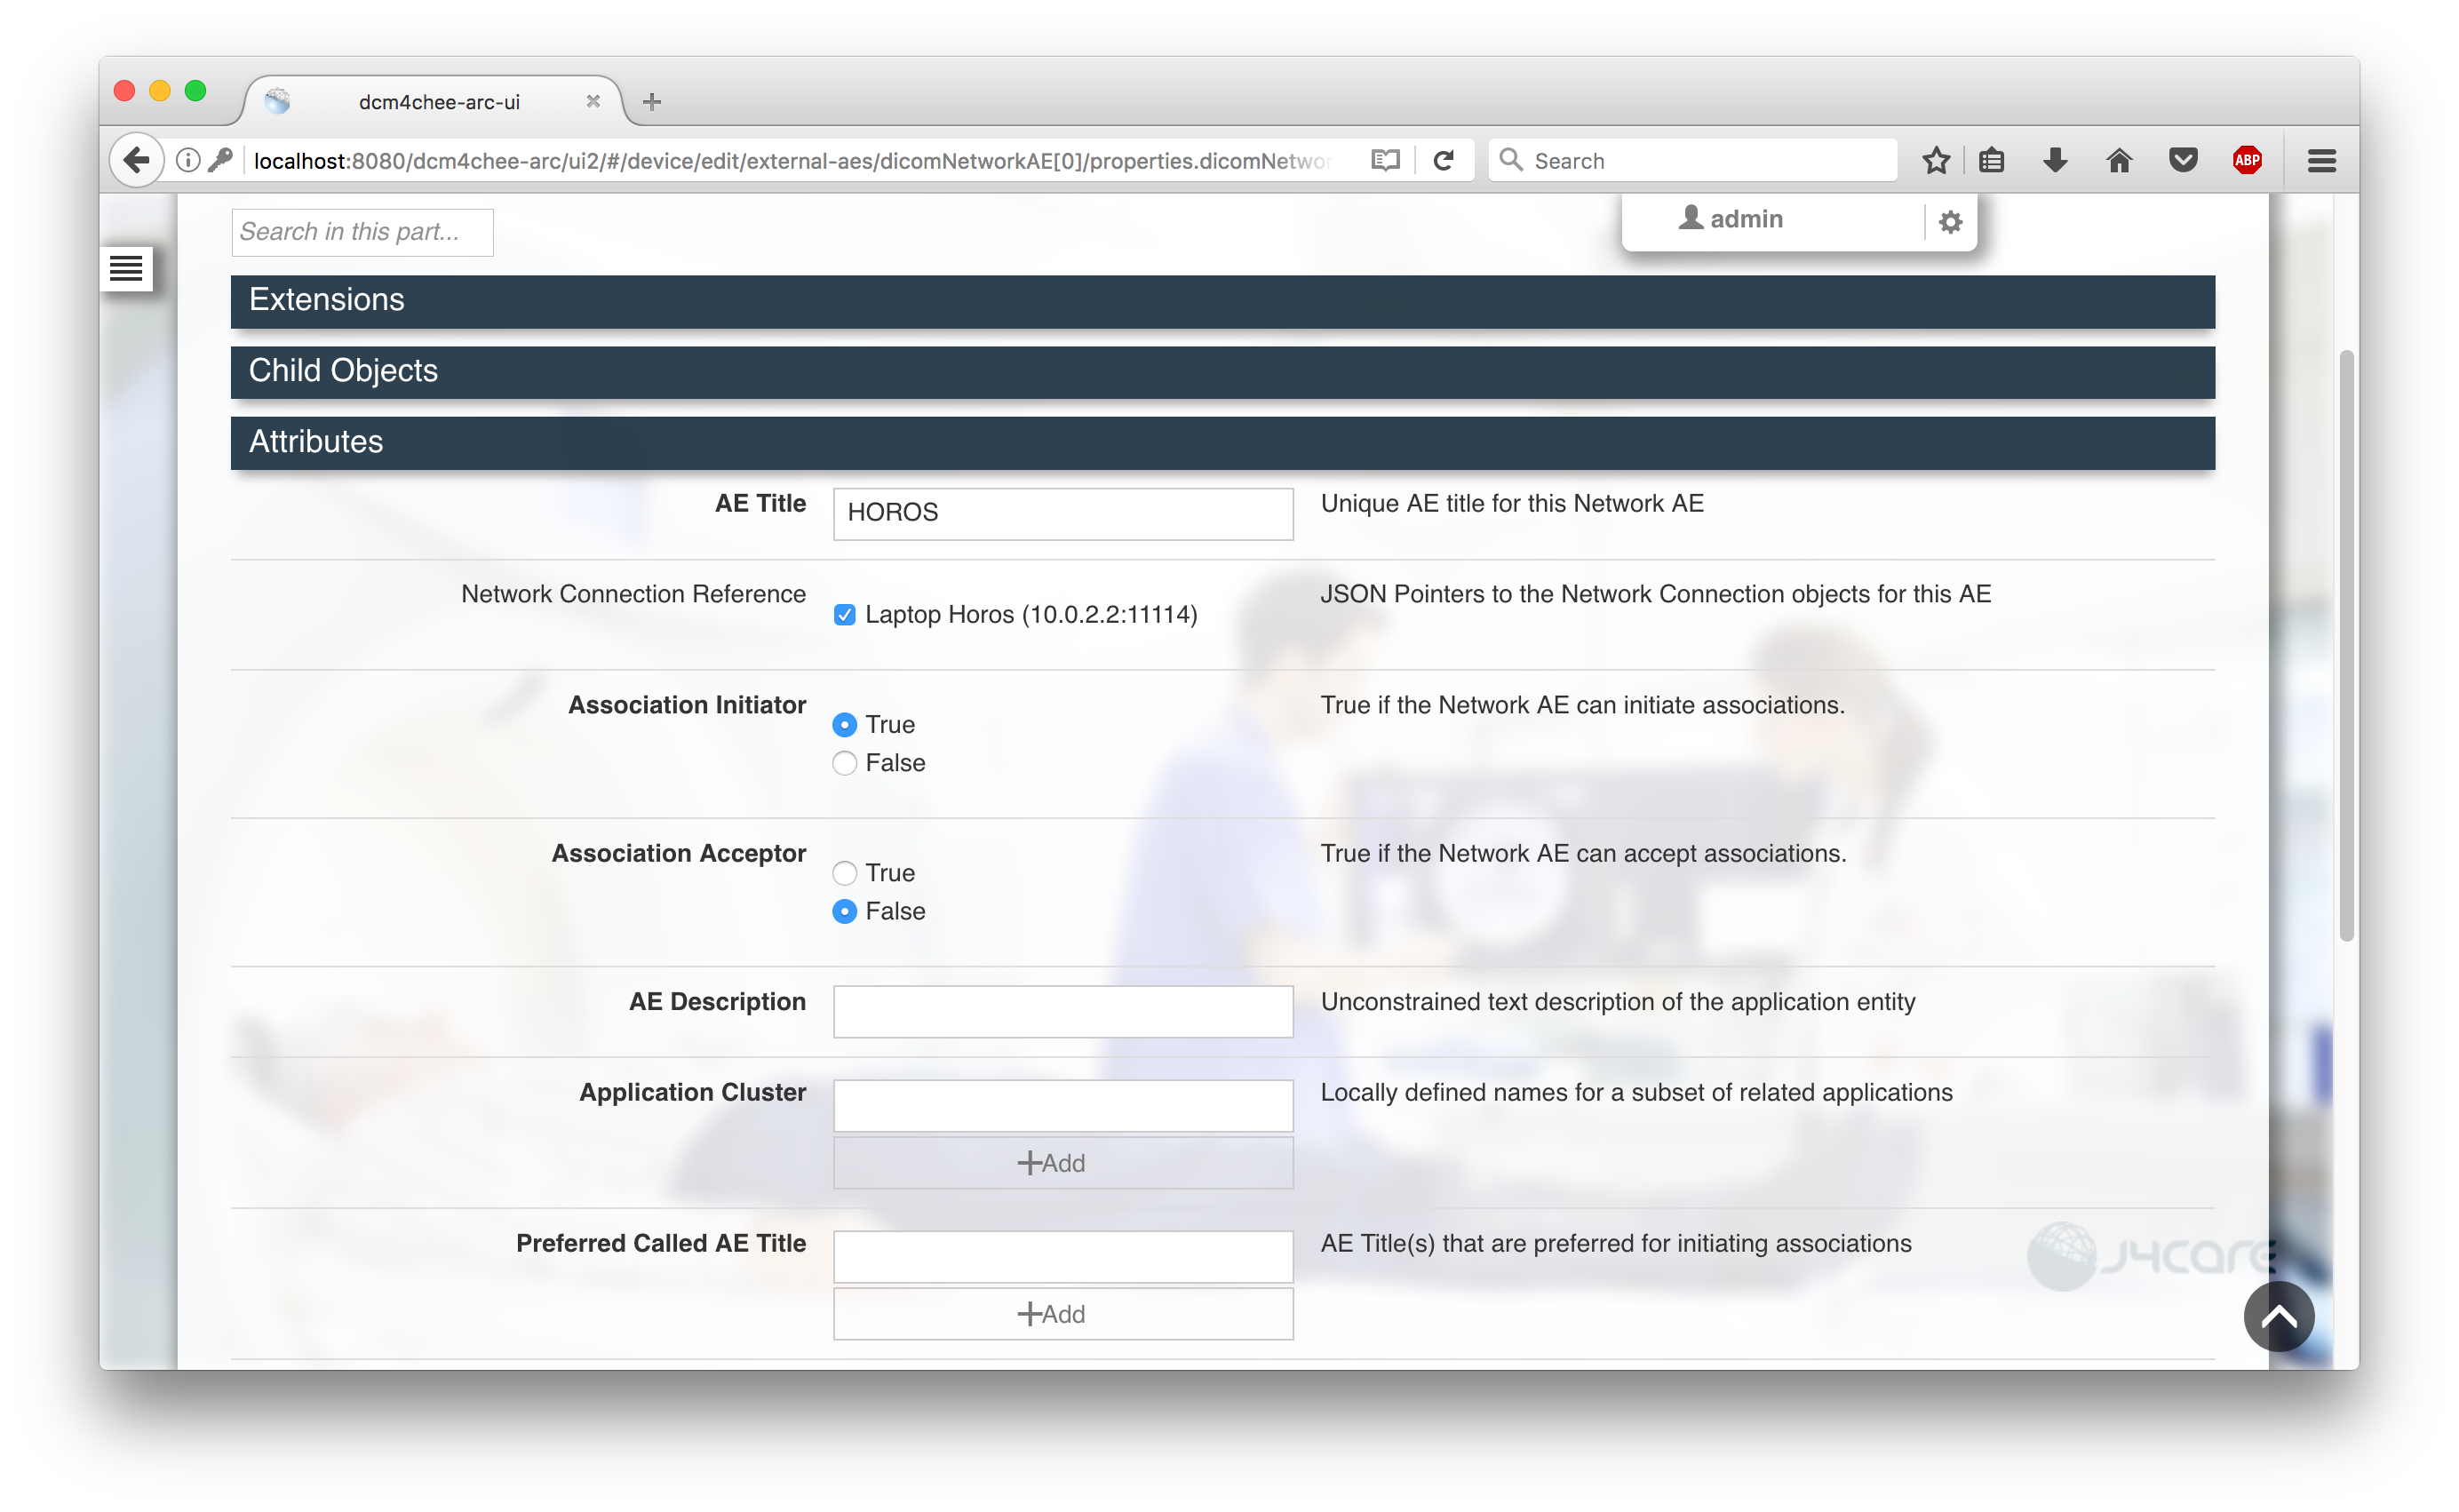 dcm4chee-arc-ui
localhost:8080/dcm4chee-arc/ui2/#/device/edit/external-aes/dicomNetworkAE[0]/properties.dicomNetwor
Search
ABP
Search in this part...
admin
Extensions
Child Objects
Attributes
AE Title HOROS Unique AE title for this Network AE
Network Connection Reference Laptop Horos (10.0.2.2:11114) JSON Pointers to the Network Connection objects for this AE
Association Initiator True if the Network AE can initiate associations.
True
False
Association Acceptor True if the Network AE can accept associations.
True
False
AE Description Unconstrained text description of the application entity
Application Cluster Locally defined names for a subset of related applications
+Add
Preferred Called AE Title AE Title(s) that are preferred for initiating associations
J4care
+Add